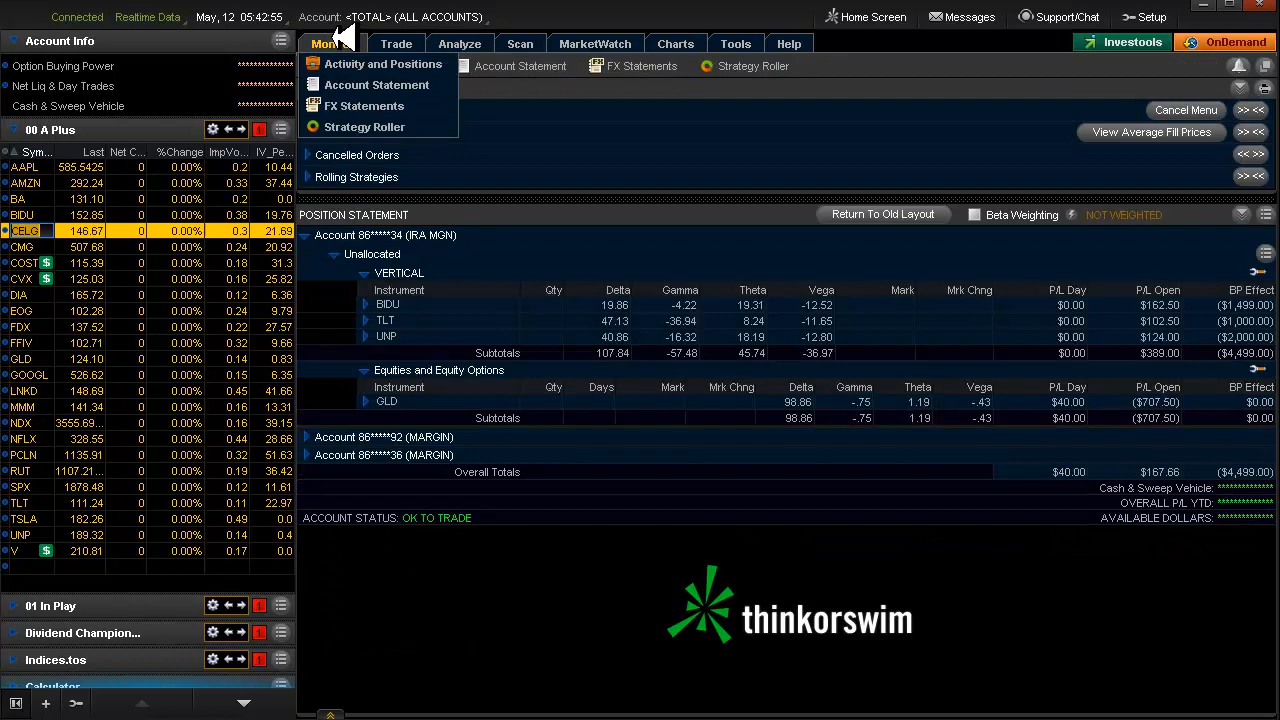 Connected Realtime Data May, 12 05:42:55 Account: <TOTAL> (ALL ACCOUNTS) Home Screen Messages Support/Chat Setup
Account Info
Trade Analyze Scan MarketWatch Charts Tools Help Investools OnDemand
Option Buying Power **************
Net Liq & Day Trades **************
Cash & Sweep Vehicle **************
Activity and Positions
Account Statement
FX Statements
Strategy Roller
Account Statement FX Statements Strategy Roller
Cancel Menu >> <<
View Average Fill Prices >> <<
Cancelled Orders << >>
Rolling Strategies >> <<
00 A Plus 1
Sym... Last Net C... %Change ImpVo... IV_Pe...
AAPL 585.5425 0 0.00% 0.2 10.44
AMZN 292.24 0 0.00% 0.33 37.44
BA 131.10 0 0.00% 0.2 0.0
BIDU 152.85 0 0.00% 0.38 19.76
CELG 146.67 0 0.00% 0.3 21.69
CMG 507.68 0 0.00% 0.24 20.92
COST $ 115.39 0 0.00% 0.18 31.3
CVX $ 125.03 0 0.00% 0.16 25.82
DIA 165.72 0 0.00% 0.12 6.36
EOG 102.28 0 0.00% 0.24 9.79
FDX 137.52 0 0.00% 0.22 27.57
FFIV 102.71 0 0.00% 0.32 9.66
GLD 124.10 0 0.00% 0.14 0.83
GOOGL 526.62 0 0.00% 0.15 6.35
LNKD 148.69 0 0.00% 0.45 41.66
MMM 141.34 0 0.00% 0.16 13.31
NDX 3555.69... 0 0.00% 0.16 39.15
NFLX 328.55 0 0.00% 0.44 28.66
PCLN 1135.91 0 0.00% 0.32 51.63
RUT 1107.21... 0 0.00% 0.19 36.42
SPX 1878.48 0 0.00% 0.12 11.61
TLT 111.24 0 0.00% 0.11 22.97
TSLA 182.26 0 0.00% 0.49 0.0
UNP 189.32 0 0.00% 0.14 0.4
V $ 210.81 0 0.00% 0.17 0.0
01 In Play 1
Dividend Champion... 1
Indices.tos 1
Calculator
POSITION STATEMENT Return To Old Layout Beta Weighting NOT WEIGHTED
Account 86*****34 (IRA MGN)
Unallocated
VERTICAL
Instrument Qty Delta Gamma Theta Vega Mark Mrk Chng P/L Day P/L Open BP Effect
BIDU 19.86 -4.22 19.31 -12.52 $0.00 $162.50 ($1,499.00)
TLT 47.13 -36.94 8.24 -11.65 $0.00 $102.50 ($1,000.00)
UNP 40.86 -16.32 18.19 -12.80 $0.00 $124.00 ($2,000.00)
Subtotals 107.84 -57.48 45.74 -36.97 $0.00 $389.00 ($4,499.00)
Equities and Equity Options
Instrument Qty Days Mark Mrk Chng Delta Gamma Theta Vega P/L Day P/L Open BP Effect
GLD 98.86 -.75 1.19 -.43 $40.00 ($707.50) $0.00
Subtotals 98.86 -.75 1.19 -.43 $40.00 ($707.50) $0.00
Account 86*****92 (MARGIN)
Account 86*****36 (MARGIN)
Overall Totals $40.00 $167.66 ($4,499.00)
Cash & Sweep Vehicle: **************
OVERALL P/L YTD: **************
ACCOUNT STATUS: OK TO TRADE AVAILABLE DOLLARS: **************
thinkorswim